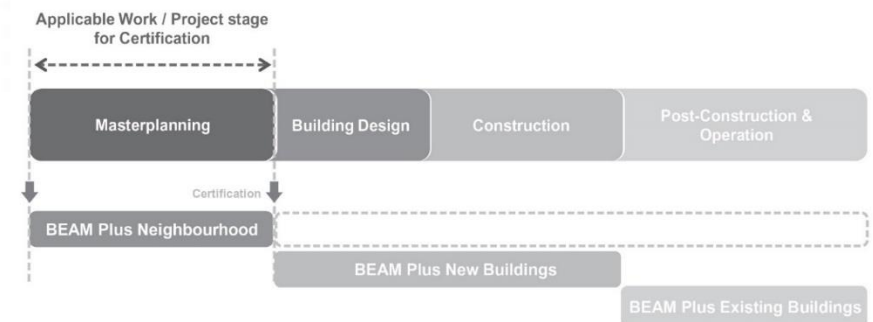 Applicable Work / Project stage
for Certification
Masterplanning
Building Design
Construction
Post-Construction &
Operation
Certification
BEAM Plus Neighbourhood
BEAM Plus New Buildings
BEAM Plus Existing Buildings